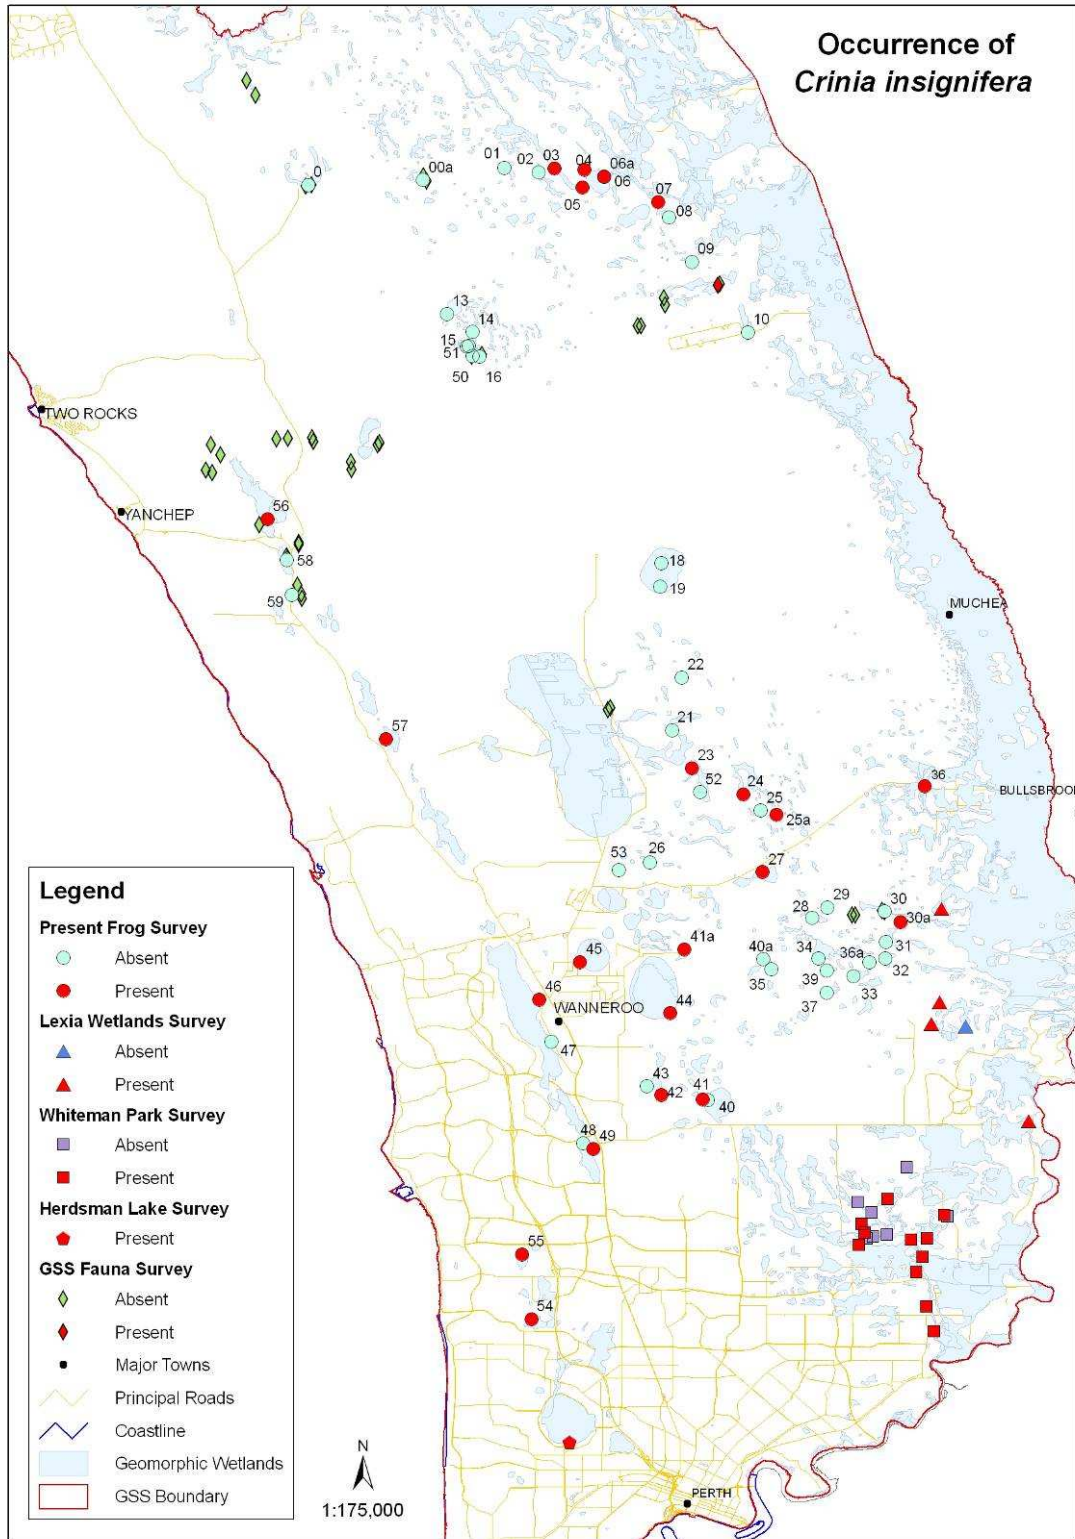 Occurrence of
Crinia insignifera
0
00a
01
02
03
04
06a
06
05
07
08
09
10
13
14
15
51
50
16
TWO ROCKS
YANCHEP
56
58
59
18
19
MUCHEA
22
21
57
23
52
24
25
25a
36
BULLSBROOK
53
26
27
28
29
30
30a
31
32
33
34
36a
39
37
40a
35
41a
45
46
WANNEROO
44
47
43
42
41
40
48
49
55
54
PERTH
Legend
Present Frog Survey
Absent
Present
Lexia Wetlands Survey
Absent
Present
Whiteman Park Survey
Absent
Present
Herdsman Lake Survey
Present
GSS Fauna Survey
Absent
Present
Major Towns
Principal Roads
Coastline
Geomorphic Wetlands
GSS Boundary
N
1:175,000